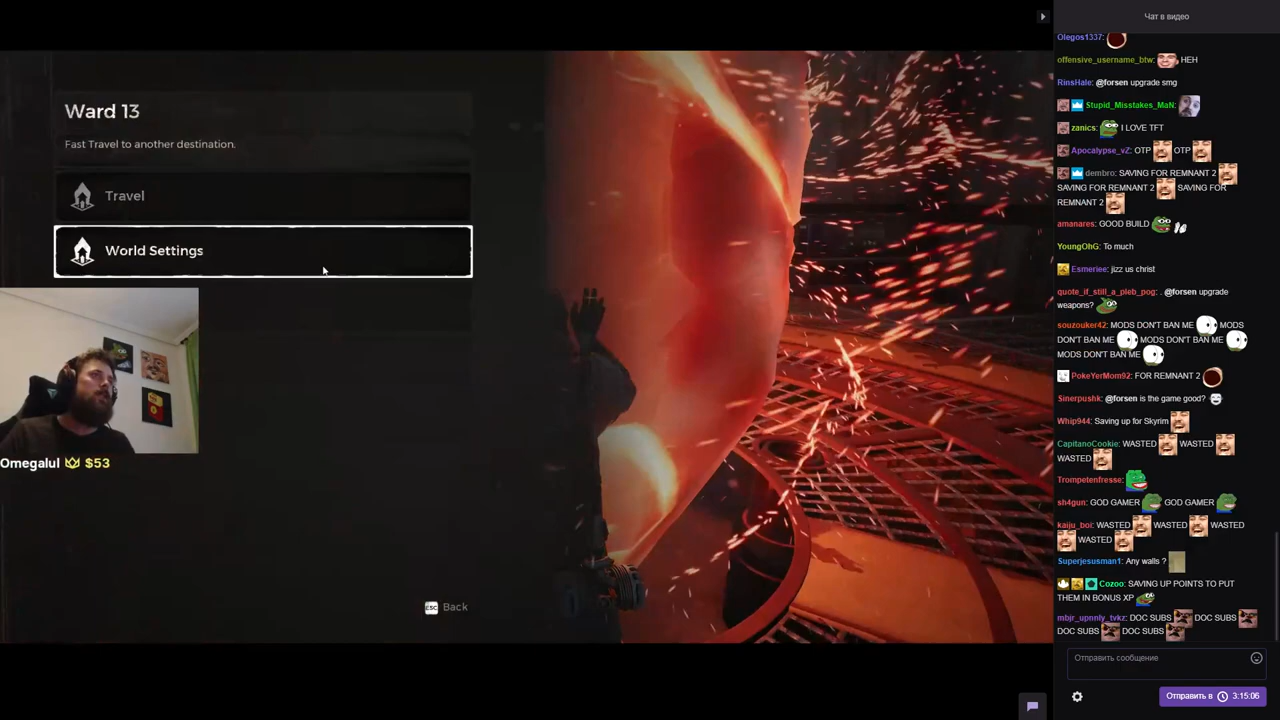 Ward 13
Fast Travel to another destination.
Travel
World Settings
Omegalul $53
ESC Back
Чат в видео
Olegos1337:
offensive_username_btw: HEH
RinsHale: @forsen upgrade smg
Stupid_Misstakes_MaN:
zanics: I LOVE TFT
Apocalypse_vZ: OTP OTP
dembro: SAVING FOR REMNANT 2
SAVING FOR REMNANT 2 SAVING FOR
REMNANT 2
amanares: GOOD BUILD
YoungOhG: To much
Esmeriee: jizz us christ
quote_if_still_a_pleb_pog: . @forsen upgrade
weapons?
souzouker42: MODS DON'T BAN ME MODS
DON'T BAN ME MODS DON'T BAN ME
MODS DON'T BAN ME
PokeYerMom92: FOR REMNANT 2
Sinerpushk: @forsen is the game good?
Whip944: Saving up for Skyrim
CapitanoCookie: WASTED WASTED
WASTED
Trompetenfresse:
sh4gun: GOD GAMER GOD GAMER
kaiju_boi: WASTED WASTED WASTED
WASTED
Superjesusman1: Any walls ?
Cozoo: SAVING UP POINTS TO PUT
THEM IN BONUS XP
mbjr_upnnly_tvkz: DOC SUBS DOC SUBS
DOC SUBS DOC SUBS
Отправить сообщение
Отправить в 3:15:06